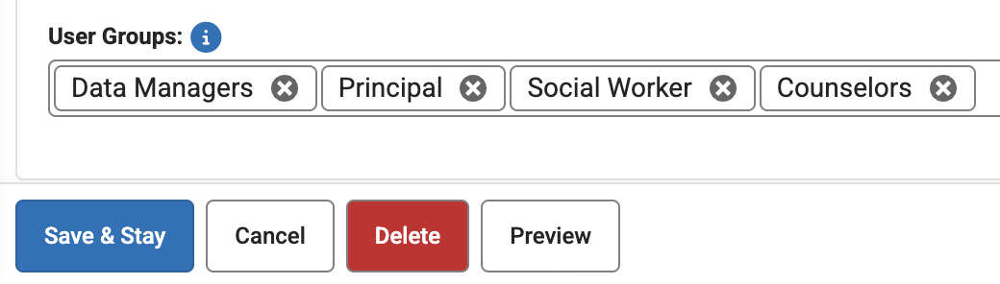 User Groups:
Data Managers Principal Social Worker Counselors
Save & Stay Cancel Delete Preview